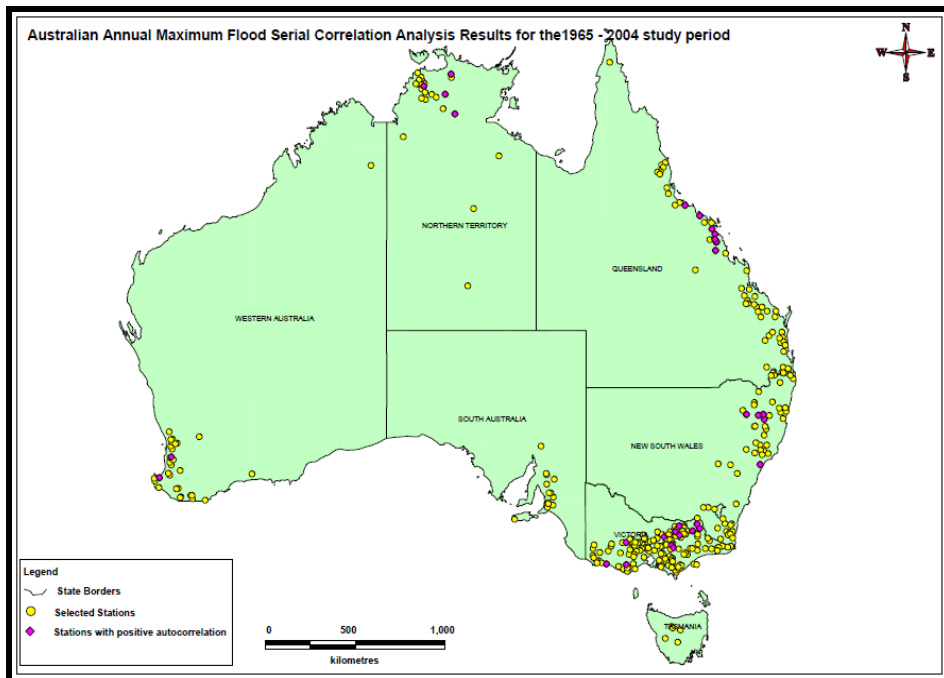 Australian Annual Maximum Flood Serial Correlation Analysis Results for the1965 - 2004 study period
N
W E
S
NORTHERN TERRITORY
QUEENSLAND
WESTERN AUSTRALIA
SOUTH AUSTRALIA
NEW SOUTH WALES
VICTORIA
TASMANIA
Legend
State Borders
Selected Stations
Stations with positive autocorrelation
0 500 1,000
kilometres